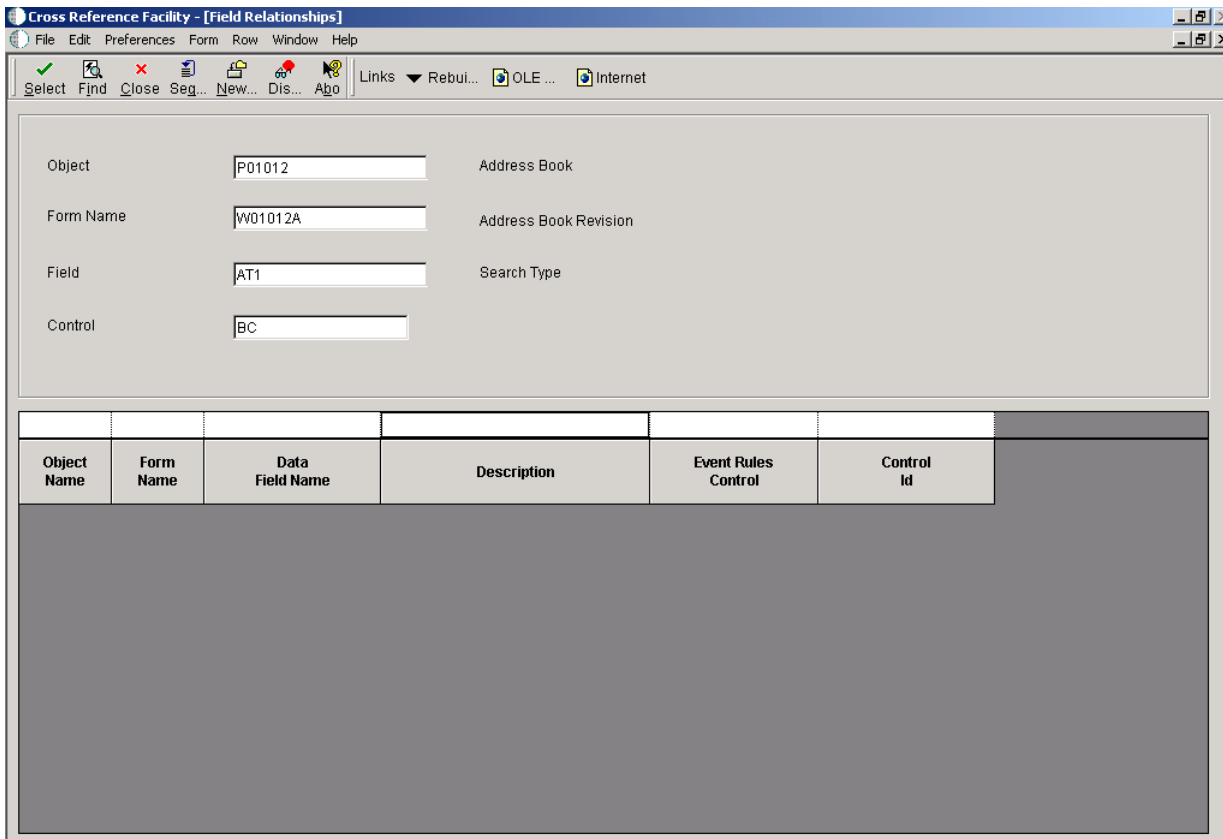 Cross Reference Facility - [Field Relationships]
File Edit Preferences Form Row Window Help
Select Find Close Seq... New... Dis... Abo Links Rebui... OLE ... Internet
Object P01012 Address Book
Form Name W01012A Address Book Revision
Field AT1 Search Type
Control BC
Object Name Form Name Data Field Name Description Event Rules Control Control Id